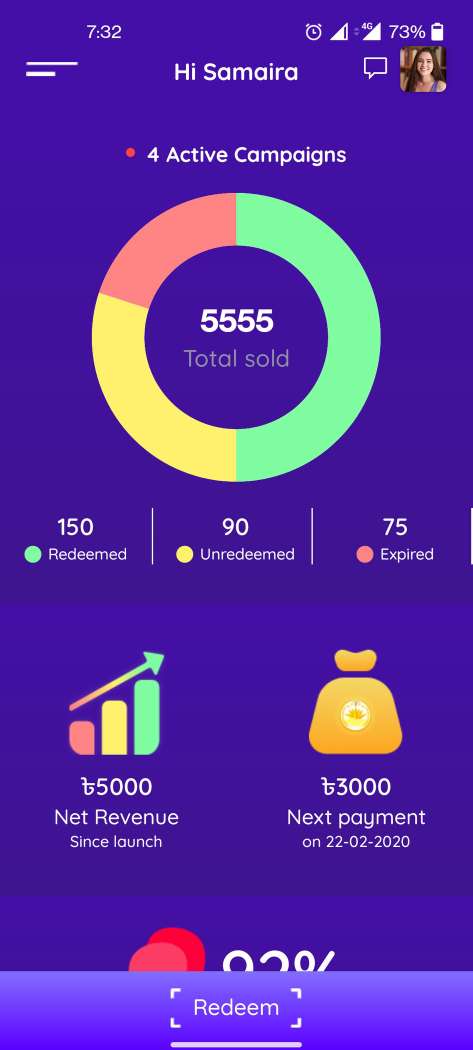 7:32
4G 73%
Hi Samaira
4 Active Campaigns
5555
Total sold
150 90 75
Redeemed Unredeemed Expired
৳5000 ৳3000
Net Revenue Next payment
Since launch on 22-02-2020
Redeem